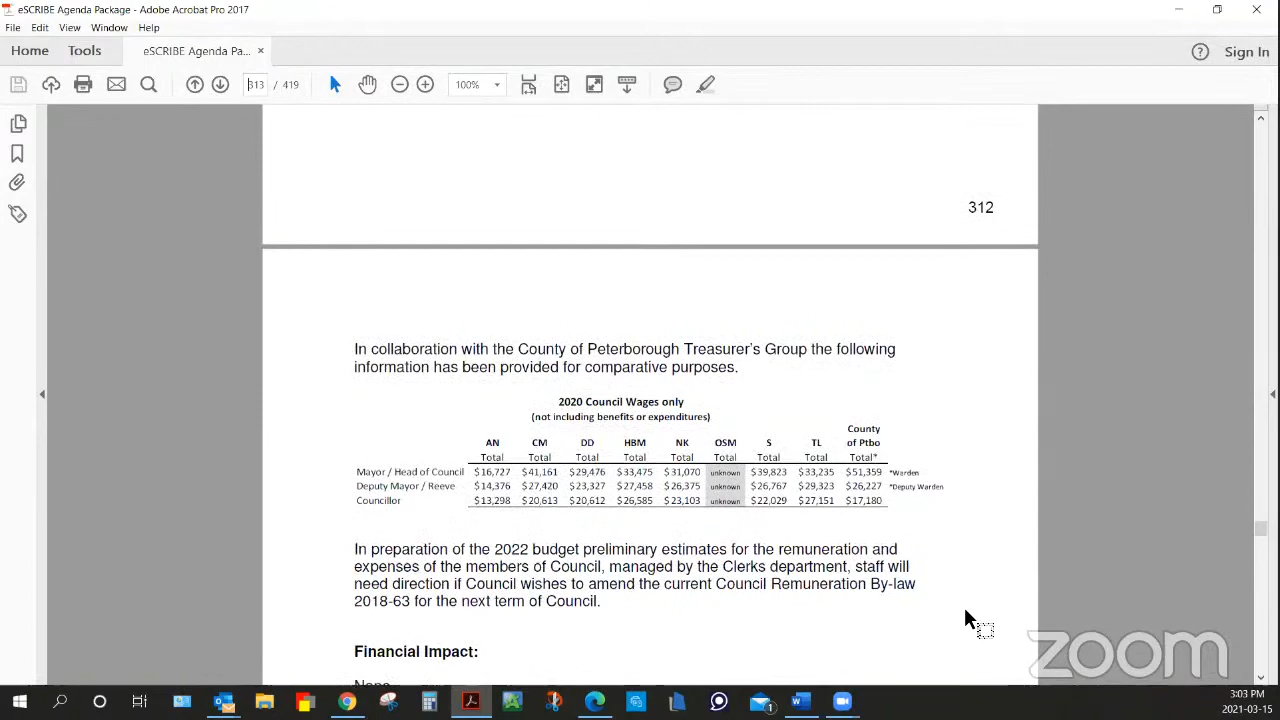 eSCRIBE Agenda Package - Adobe Acrobat Pro 2017
File Edit View Window Help
Home Tools eSCRIBE Agenda Pa... × Sign In
313 / 419 100%
312
In collaboration with the County of Peterborough Treasurer's Group the following
information has been provided for comparative purposes.
2020 Council Wages only
(not including benefits or expenditures)
County
AN CM DD HBM NK OSM S TL of Ptbo
Total Total Total Total Total Total Total Total Total*
Mayor / Head of Council $16,727 $41,161 $29,476 $33,475 $31,070 unknown $39,823 $33,235 $51,359 *Warden
Deputy Mayor / Reeve $14,376 $27,420 $23,327 $27,458 $26,375 unknown $26,767 $29,323 $26,227 *Deputy Warden
Councillor $13,298 $20,613 $20,612 $26,585 $23,103 unknown $22,029 $27,151 $17,180
In preparation of the 2022 budget preliminary estimates for the remuneration and
expenses of the members of Council, managed by the Clerks department, staff will
need direction if Council wishes to amend the current Council Remuneration By-law
2018-63 for the next term of Council.
Financial Impact:
None
zoom
3:03 PM
2021-03-15